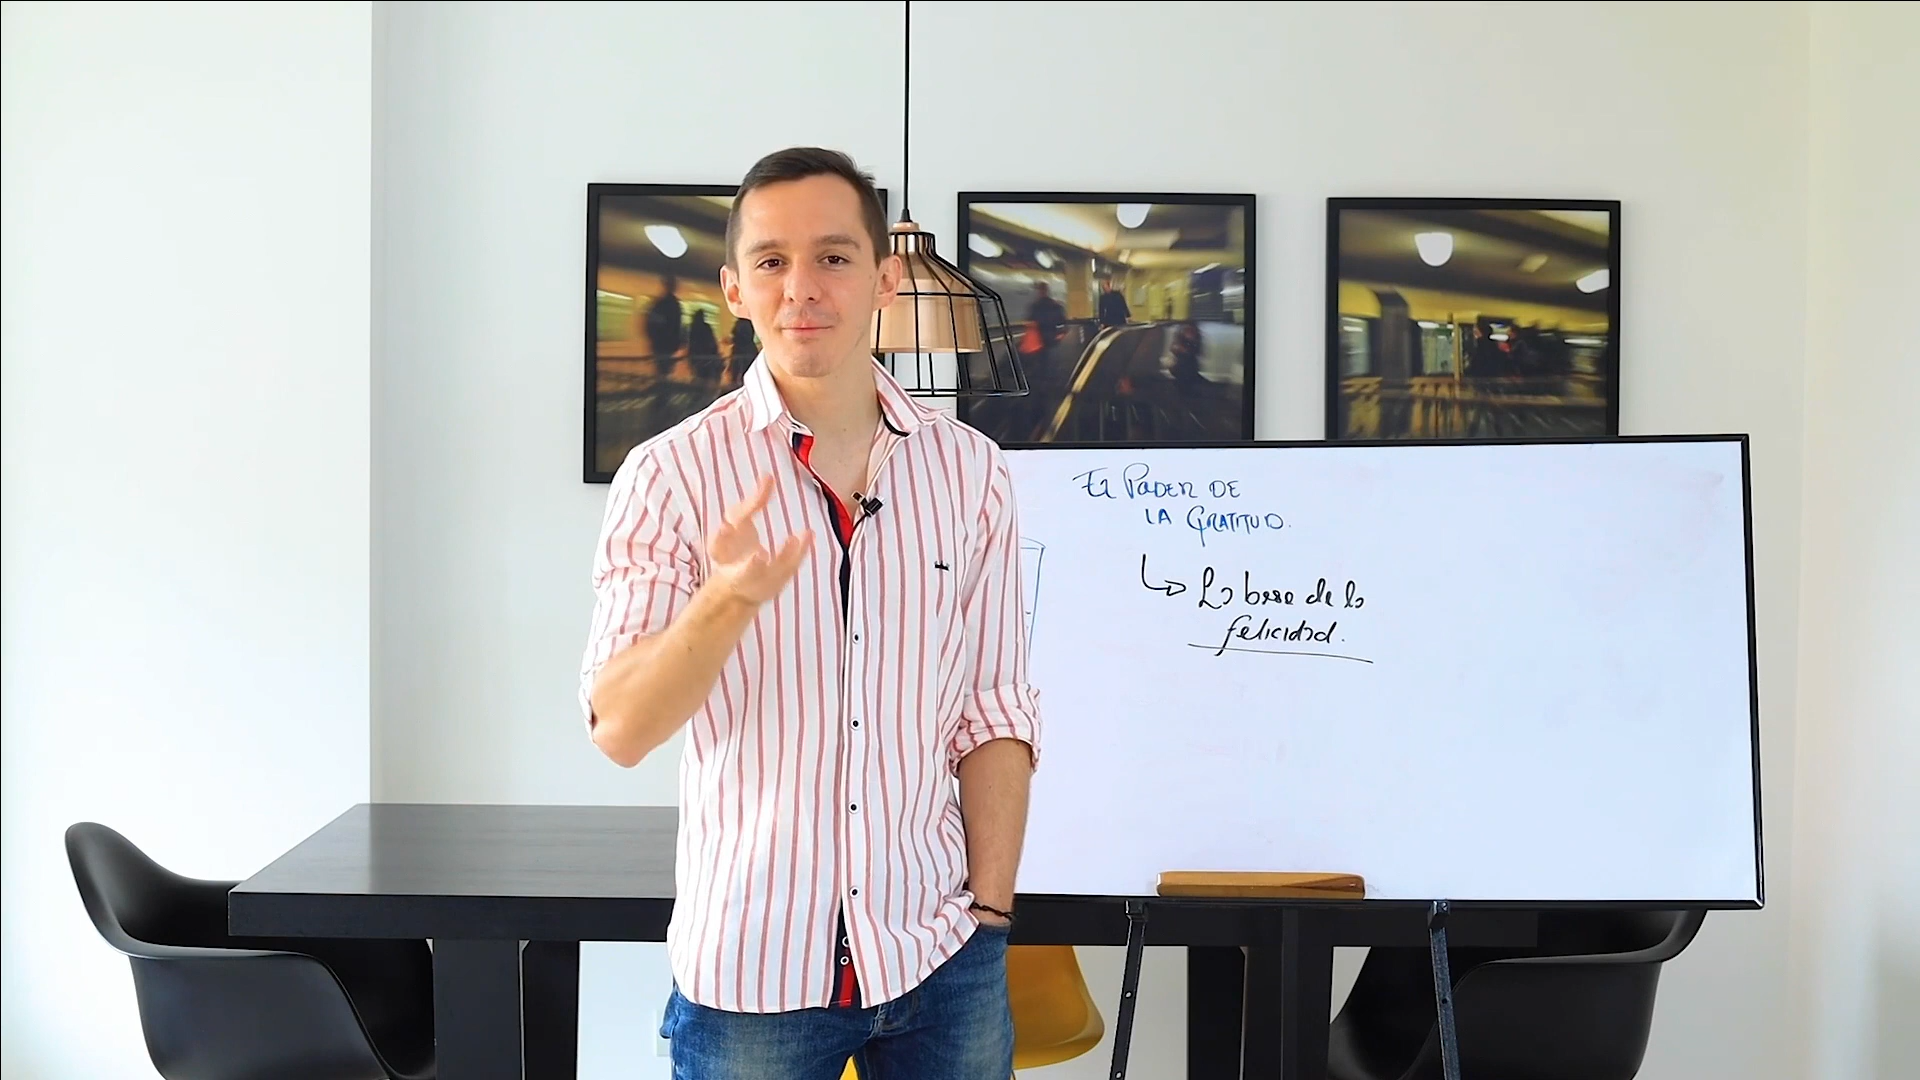 El Poder de
la Gratitud.
↳ La base de la
felicidad.